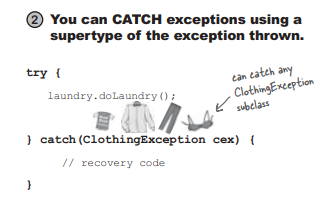 2 You can CATCH exceptions using a
supertype of the exception thrown.
try {
laundry.doLaundry();
can catch any
ClothingException
subclass
} catch(ClothingException cex) {
// recovery code
}